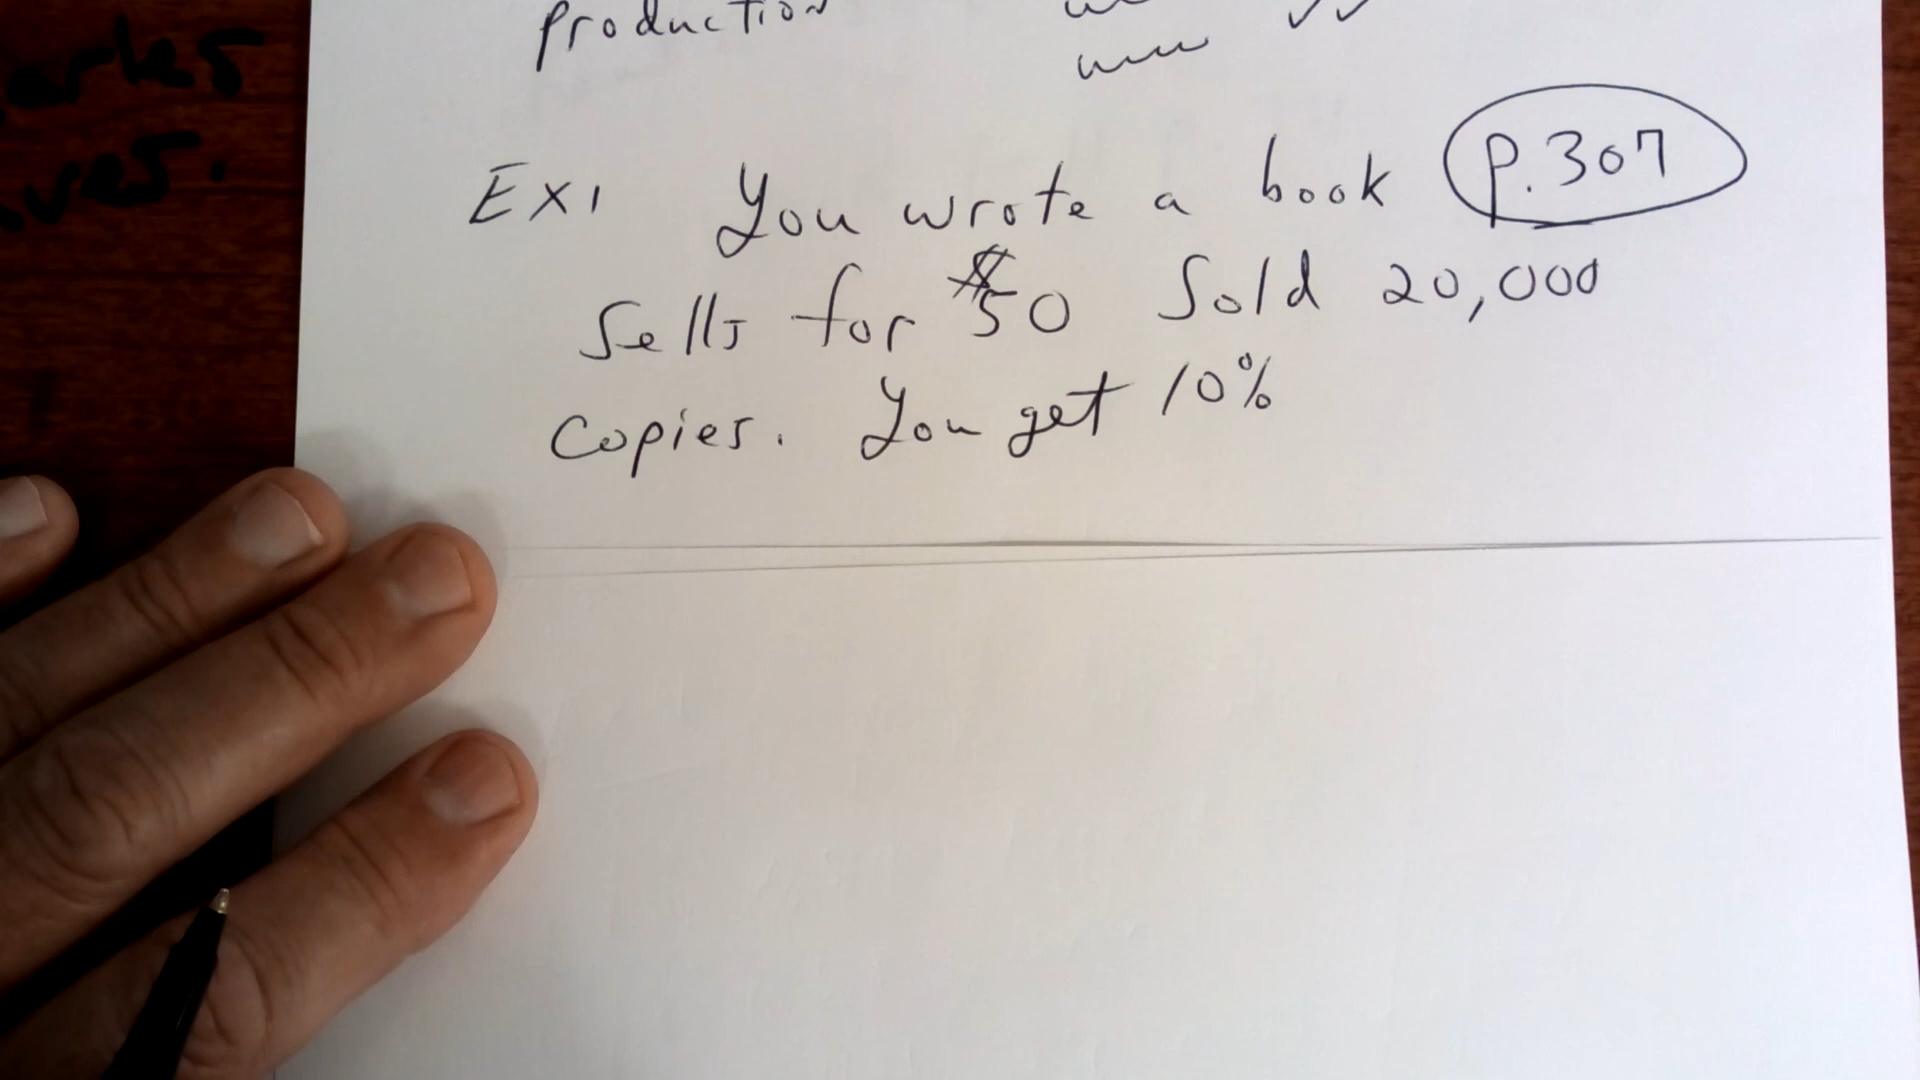 production
Ex1 You wrote a book p.307
Sells for $50 Sold 20,000
Copies. You get 10%